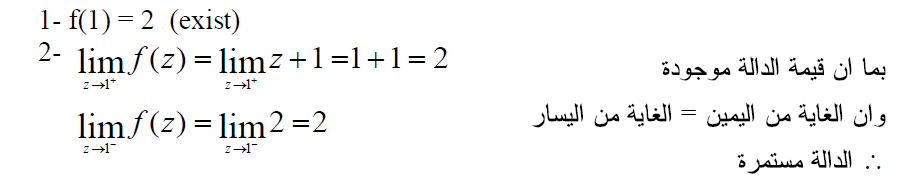 1- f(1) = 2 (exist)
2- lim_{z→1⁺} f(z) = lim_{z→1⁺} z + 1 = 1 + 1 = 2
lim_{z→1⁻} f(z) = lim_{z→1⁻} 2 = 2
بما ان قيمة الدالة موجودة
وان الغاية من اليمين = الغاية من اليسار
∴ الدالة مستمرة